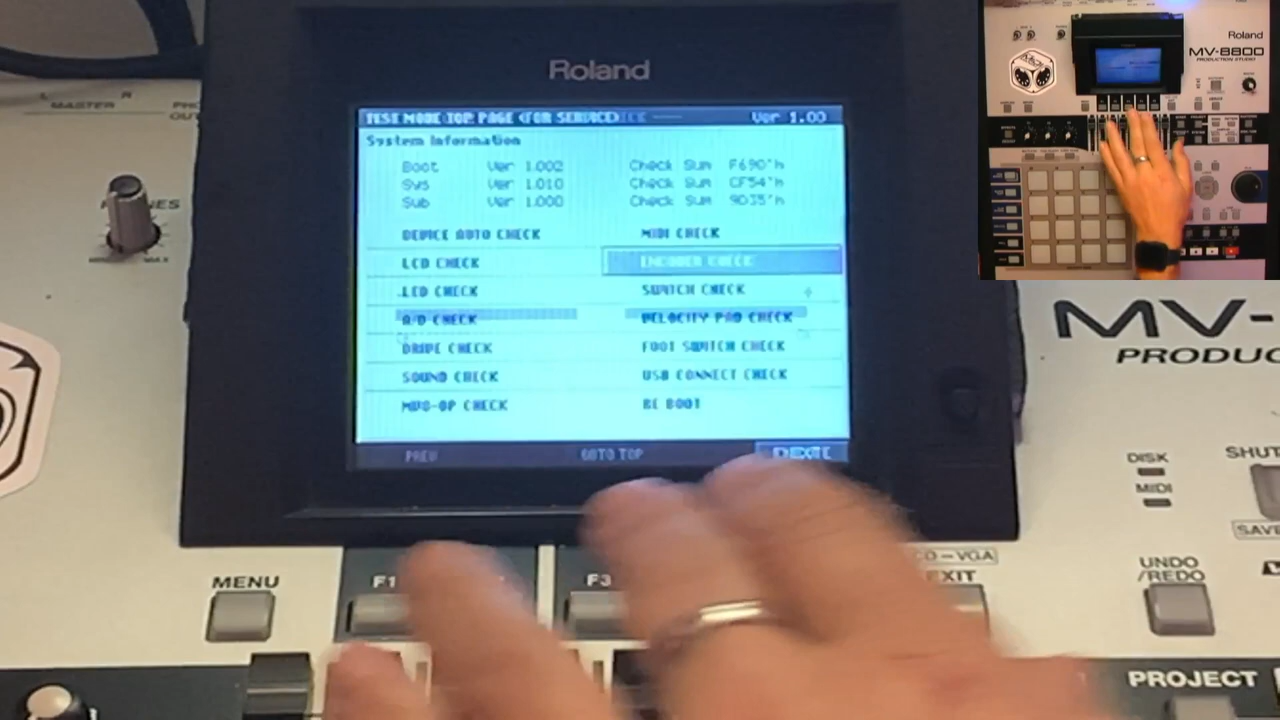 Roland
Roland
MV-8800
PRODUCTION STUDIO
MASTER
TEST MODE TOP PAGE (FOR SERVICE)
Ver 1.00
System Information
Boot Ver 1.002 Check Sum F690'h
Sys Ver 1.010 Check Sum CF54'h
Sub Ver 1.000 Check Sum 9D35'h
DEVICE AUTO CHECK MIDI CHECK
LCD CHECK ENCODER CHECK
LED CHECK SWITCH CHECK
A/D CHECK VELOCITY PAD CHECK
DRIVE CHECK FOOT SWITCH CHECK
SOUND CHECK USB CONNECT CHECK
MV8-OP CHECK RE BOOT
PREV GOTO TOP EXECUTE
MV-
PRODUC
DISK
MIDI
SHUT
SAVE
MENU
F1
F3
EXIT
UNDO
/REDO
PROJECT